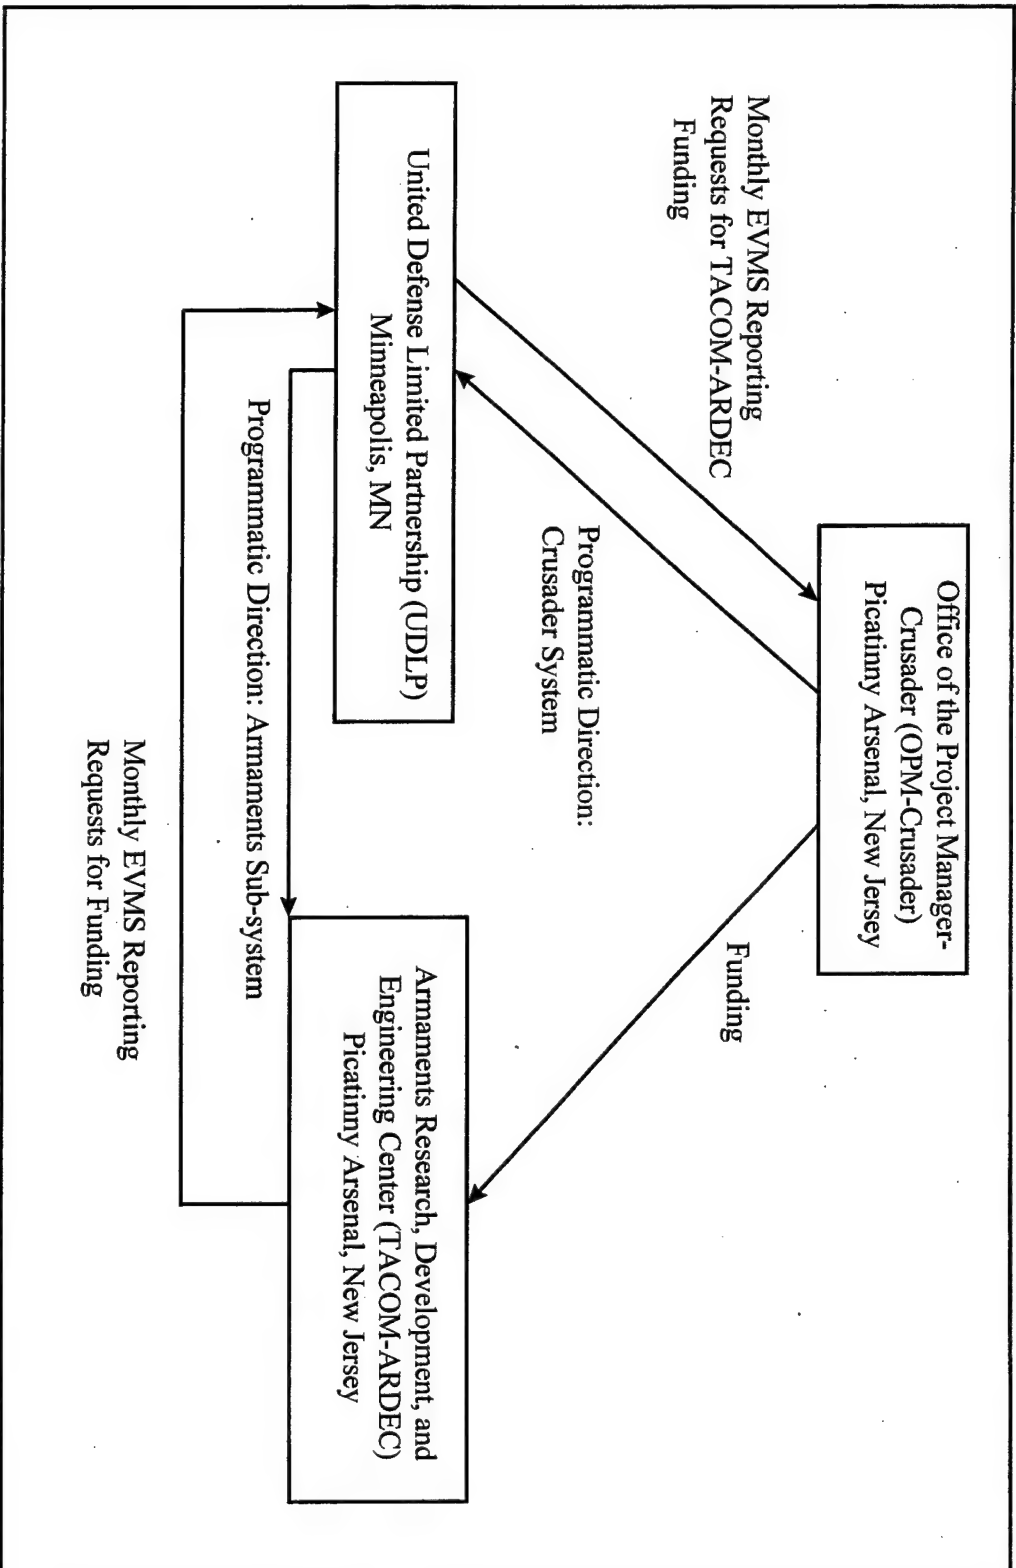 Office of the Project Manager-
Crusader (OPM-Crusader)
Picatinny Arsenal, New Jersey
Monthly EVMS Reporting
Requests for TACOM-ARDEC
Funding
Funding
Programmatic Direction:
Crusader System
United Defense Limited Partnership (UDLP)
Minneapolis, MN
Armaments Research, Development, and
Engineering Center (TACOM-ARDEC)
Picatinny Arsenal, New Jersey
Programmatic Direction: Armaments Sub-system
Monthly EVMS Reporting
Requests for Funding